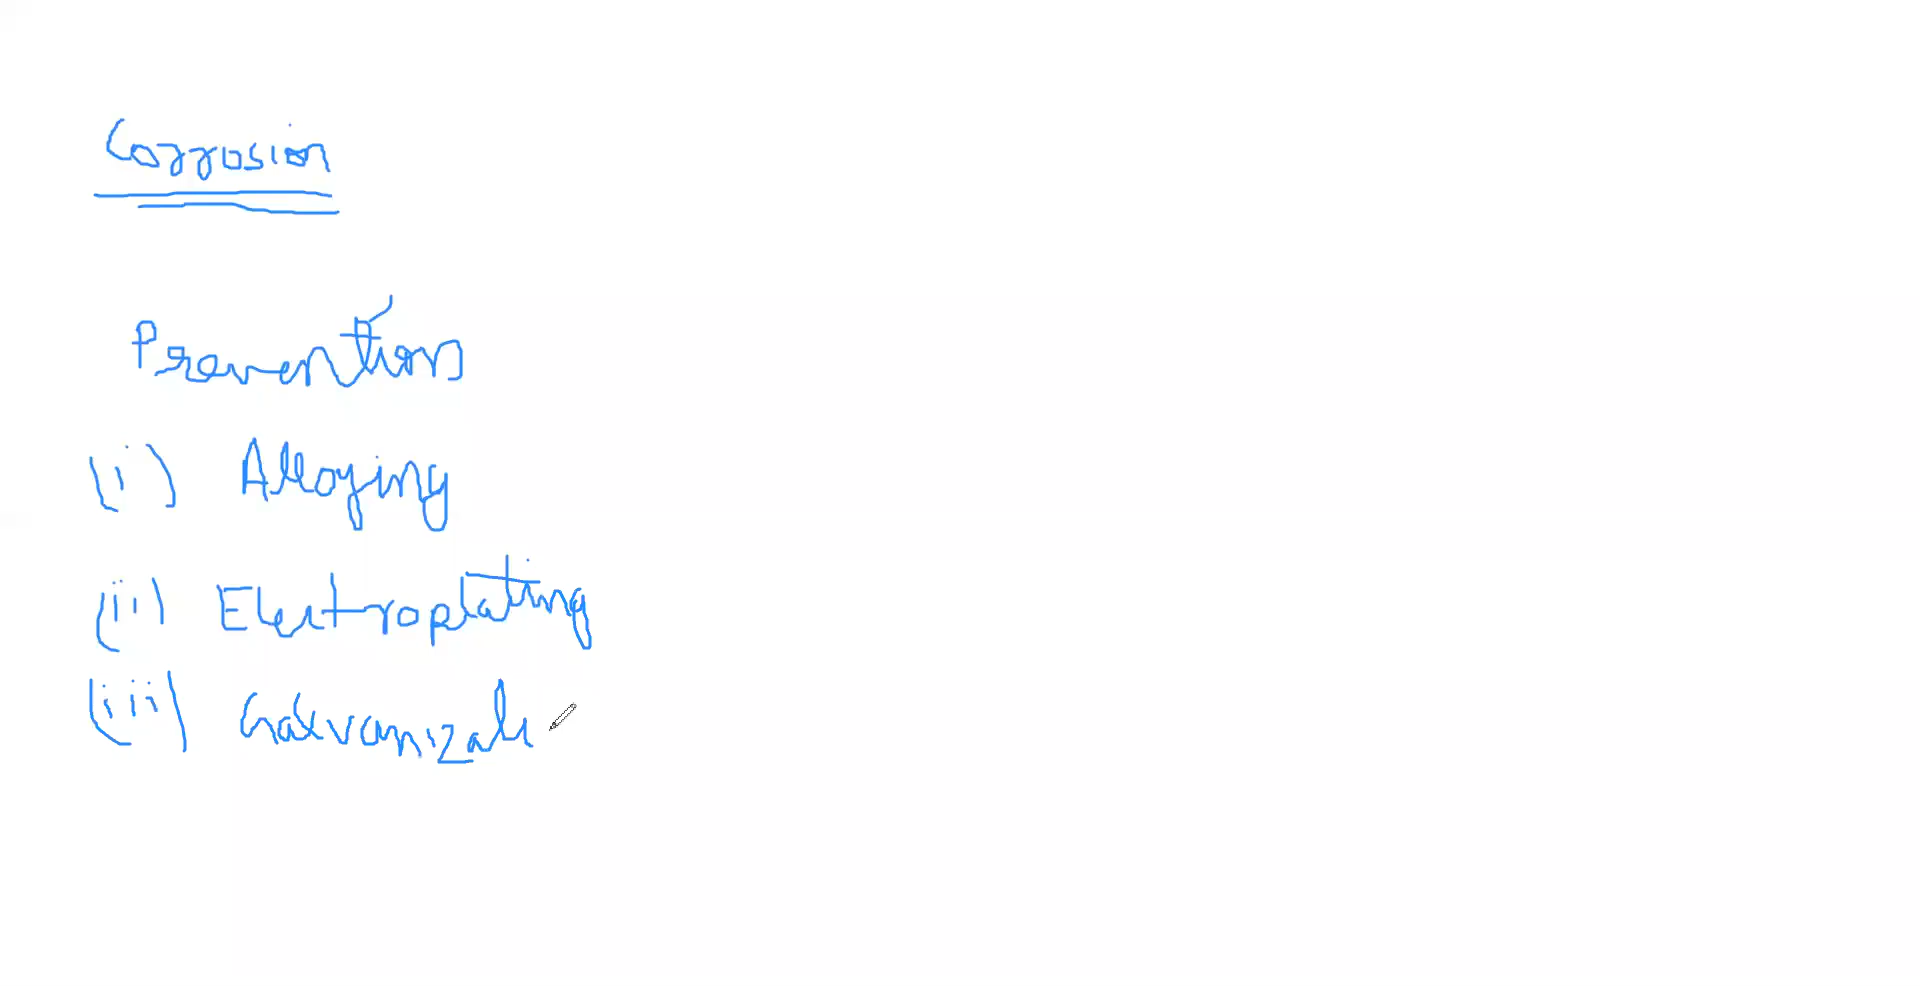 Corrosion
Prevention
(i) Alloying
(ii) Electroplating
(iii) Galvanizati